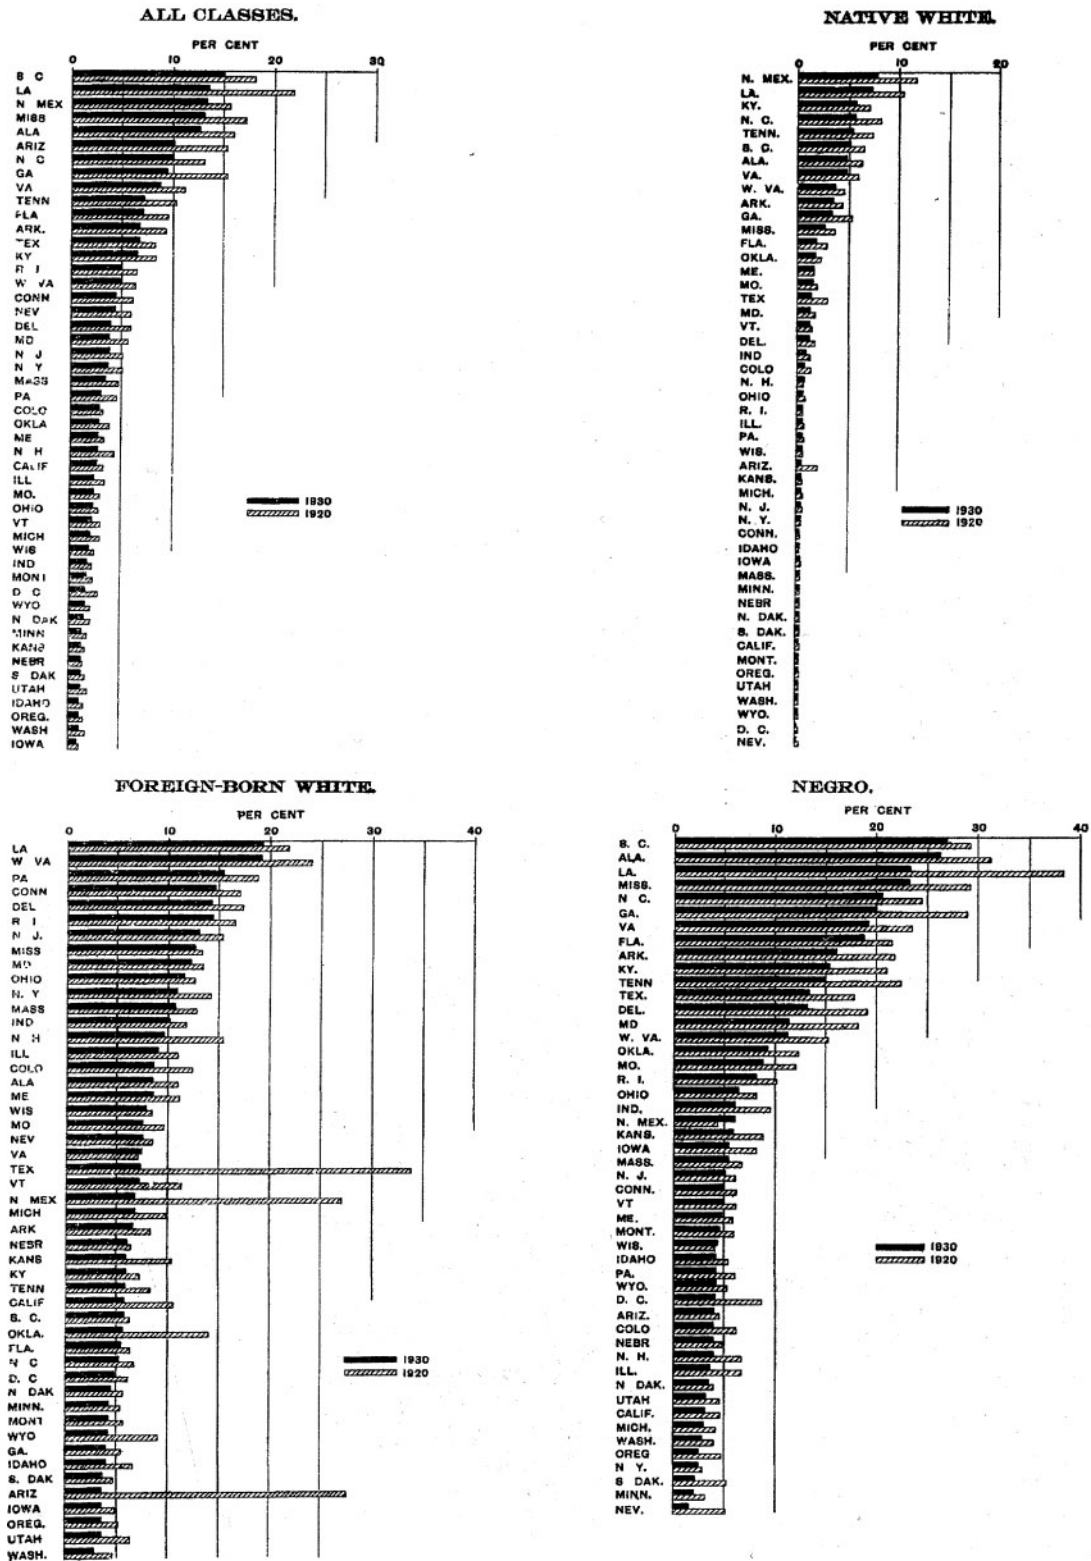 ALL CLASSES.
PER CENT
0 10 20 30
S C
LA
N MEX
MISS
ALA
ARIZ
N C
GA
VA
TENN
FLA
ARK.
TEX
KY
R I
W VA
CONN
NEV
DEL
MD
N J
N Y
MASS
PA
COLO
OKLA
ME
N H
CALIF
ILL
MO.
OHIO
VT
MICH
WIS
IND
MONT
D C
WYO
N DAK
MINN
KANS
NEBR
S DAK
UTAH
IDAHO
OREG.
WASH
IOWA
1930
1920
NATIVE WHITE.
PER CENT
0 10 20
N. MEX.
LA.
KY.
N. C.
TENN.
S. C.
ALA.
VA.
W. VA.
ARK.
GA.
MISS.
FLA.
OKLA.
ME.
MO.
TEX
MD.
VT.
DEL.
IND
COLO
N. H.
OHIO
R. I.
ILL.
PA.
WIS.
ARIZ.
KANS.
MICH.
N. J.
N. Y.
CONN.
IDAHO
IOWA
MASS.
MINN.
NEBR
N. DAK.
S. DAK.
CALIF.
MONT.
OREG.
UTAH
WASH.
WYO.
D. C.
NEV.
1930
1920
FOREIGN-BORN WHITE.
PER CENT
0 10 20 30 40
LA
W VA
PA
CONN
DEL
R I
N J.
MISS
MD
OHIO
N. Y
MASS
IND
N H
ILL
COLO
ALA
ME
WIS
MO
NEV
VA
TEX
VT
N MEX
MICH
ARK
NEBR
KANS
KY
TENN
CALIF
S. C.
OKLA.
FLA.
N C
D. C
N DAK
MINN.
MONT
WYO
GA.
IDAHO
S. DAK
ARIZ
IOWA
OREG.
UTAH
WASH.
1930
1920
NEGRO.
PER CENT
0 10 20 30 40
S. C.
ALA.
LA.
MISS.
N C.
GA.
VA
FLA.
ARK.
KY.
TENN
TEX.
DEL.
MD
W. VA.
OKLA.
MO.
R. I.
OHIO
IND.
N. MEX.
KANS.
IOWA
MASS.
N. J.
CONN.
VT
ME.
MONT.
WIS.
IDAHO
PA.
WYO.
D. C.
ARIZ.
COLO
NEBR
N. H.
ILL.
N DAK.
UTAH
CALIF.
MICH.
WASH.
OREG
N Y.
S DAK.
MINN.
NEV.
1930
1920